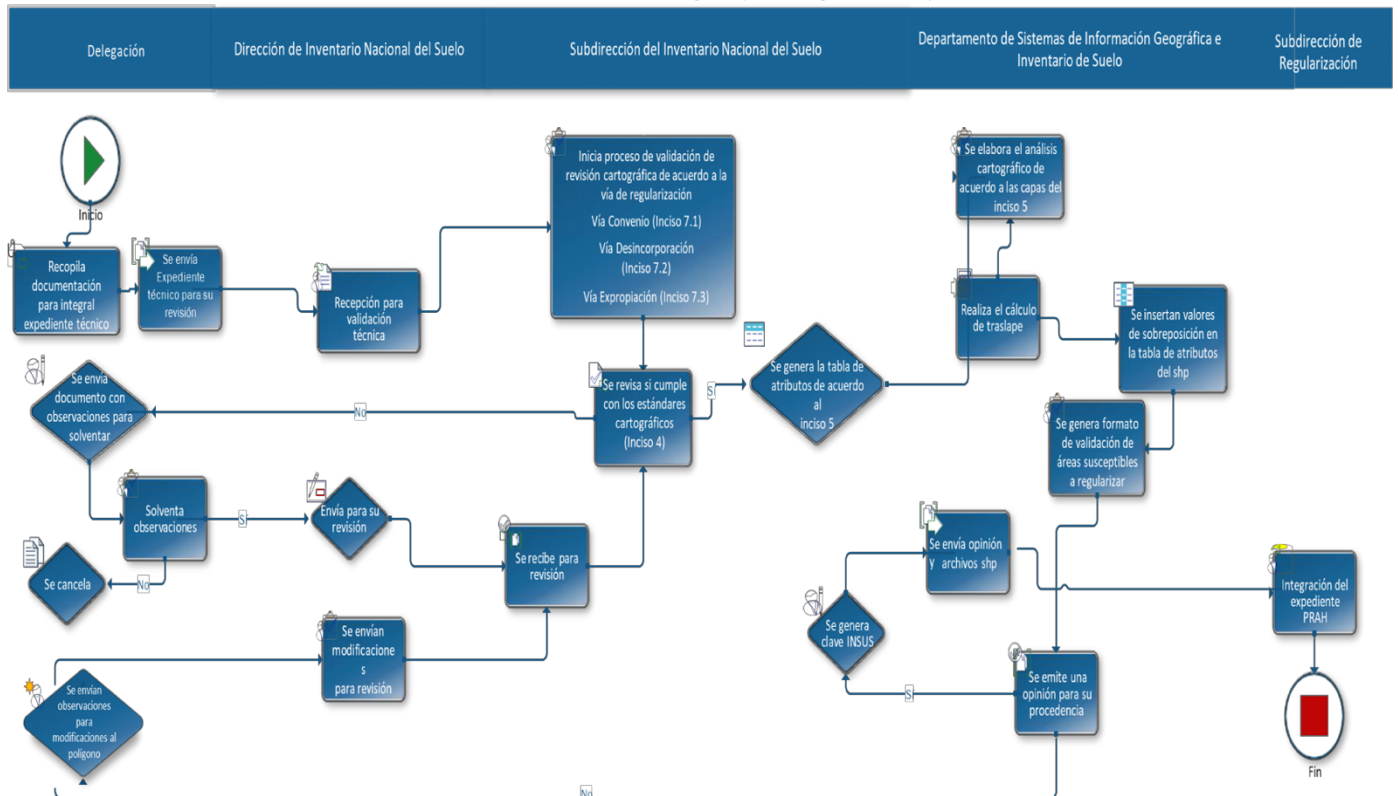 Delegación
Dirección de Inventario Nacional del Suelo
Subdirección del Inventario Nacional del Suelo
Departamento de Sistemas de Información Geográfica e
Inventario de Suelo
Subdirección de
Regularización
Inicio
Recopila
documentación
para integral
expediente técnico
Se envía
Expediente
técnico para su
revisión
Recepción para
validación
técnica
Inicia proceso de validación de
revisión cartográfica de acuerdo a la
vía de regularización
Vía Convenio (Inciso 7.1)
Vía Desincorporación
(Inciso 7.2)
Vía Expropiación (Inciso 7.3)
Se elabora el análisis
cartográfico de
acuerdo a las capas del
inciso 5
Realiza el cálculo
de traslape
Se insertan valores
de sobreposición en
la tabla de atributos
del shp
Se envía
documento con
observaciones para
solventar
No
Se revisa si cumple
con los estándares
cartográficos
(Inciso 4)
Si
Se genera la tabla de
atributos de acuerdo
al
inciso 5
Se genera formato
de validación de
áreas susceptibles
a regularizar
Solventa
observaciones
Si
Envía para su
revisión
Se recibe para
revisión
Se envía opinión
y archivos shp
Se cancela
No
Integración del
expediente
PRAH
Se genera
clave INSUS
Se envían
modificacione
s
para revisión
Se emite una
opinión para su
procedencia
Si
Se envían
observaciones
para
modificaciones al
polígono
No
Fin